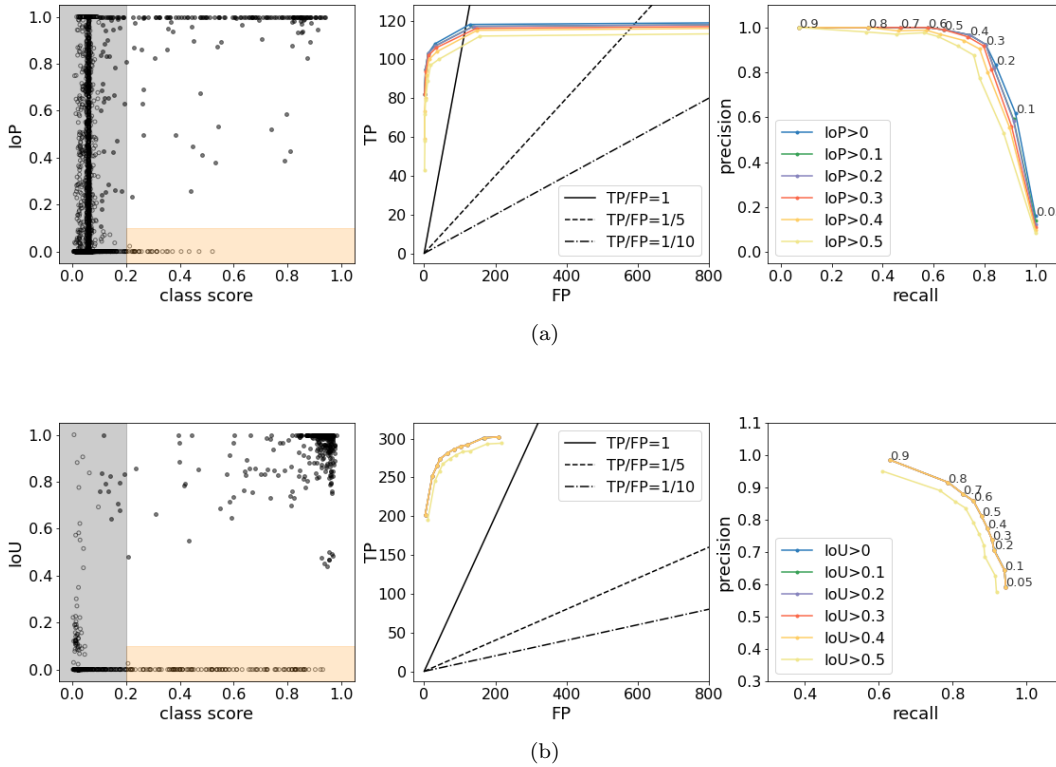 1.0
0.8
0.6
0.4
0.2
0.0
IoP
0.0 0.2 0.4 0.6 0.8 1.0
class score
120
100
80
60
40
20
0
TP
TP/FP=1
TP/FP=1/5
TP/FP=1/10
0 200 400 600 800
FP
1.0
0.8
0.6
0.4
0.2
0.0
precision
0.9 0.8 0.7 0.6 0.5 0.4 0.3 0.2 0.1 0.0
IoP>0
IoP>0.1
IoP>0.2
IoP>0.3
IoP>0.4
IoP>0.5
0.0 0.2 0.4 0.6 0.8 1.0
recall
(a)
1.0
0.8
0.6
0.4
0.2
0.0
IoU
0.0 0.2 0.4 0.6 0.8 1.0
class score
300
250
200
150
100
50
0
TP
TP/FP=1
TP/FP=1/5
TP/FP=1/10
0 200 400 600 800
FP
1.1
1.0
0.9
0.8
0.7
0.6
0.5
0.4
0.3
precision
0.9
0.8
0.7
0.6
0.5
0.4
0.3
0.2
0.1
0.05
IoU>0
IoU>0.1
IoU>0.2
IoU>0.3
IoU>0.4
IoU>0.5
0.4 0.6 0.8 1.0
recall
(b)